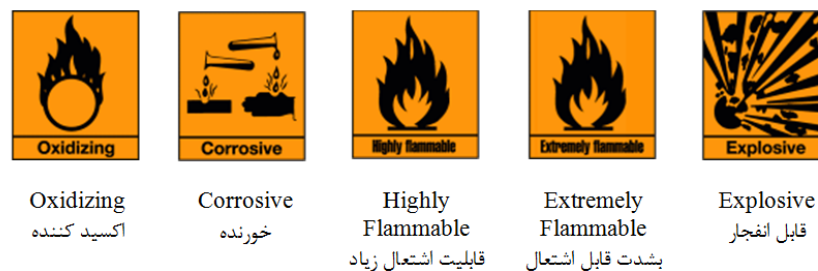 Oxidizing
Corrosive
Highly flammable
Extremely flammable
Explosive
Oxidizing
اکسید کننده
Corrosive
خورنده
Highly
Flammable
قابلیت اشتعال زیاد
Extremely
Flammable
بشدت قابل اشتعال
Explosive
قابل انفجار